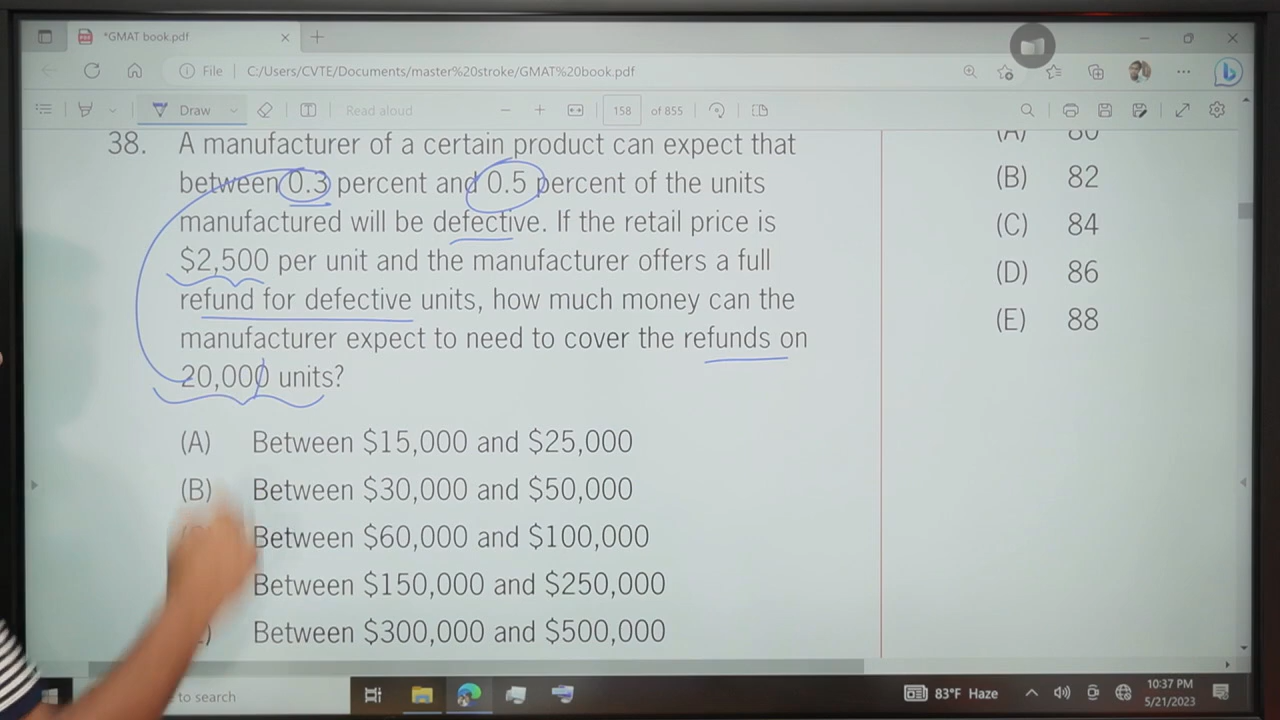 *GMAT book.pdf
File
C:/Users/CVTE/Documents/master%20stroke/GMAT%20book.pdf
Draw
Read aloud
158
of 855
38. A manufacturer of a certain product can expect that
between 0.3 percent and 0.5 percent of the units
manufactured will be defective. If the retail price is
$2,500 per unit and the manufacturer offers a full
refund for defective units, how much money can the
manufacturer expect to need to cover the refunds on
20,000 units?
(A) Between $15,000 and $25,000
(B) Between $30,000 and $50,000
Between $60,000 and $100,000
Between $150,000 and $250,000
Between $300,000 and $500,000
(A) 80
(B) 82
(C) 84
(D) 86
(E) 88
to search
83°F Haze
10:37 PM
5/21/2023